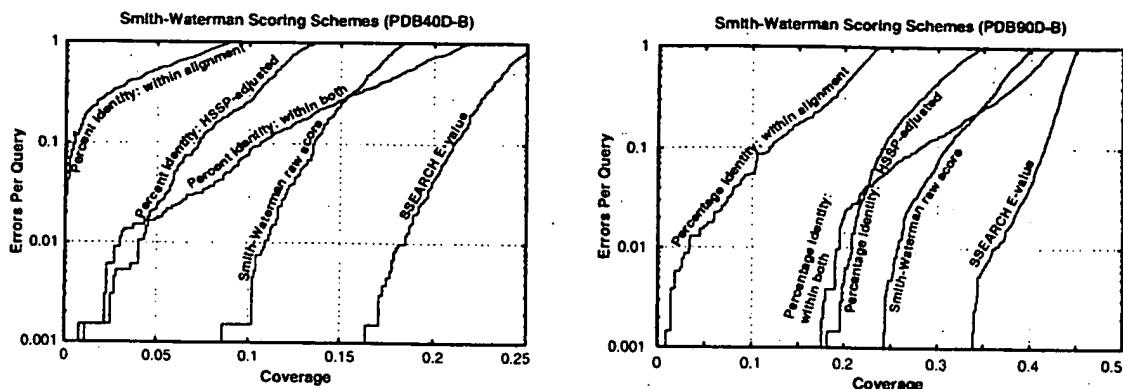 Smith-Waterman Scoring Schemes (PDB40D-B)
1
0.1
0.01
0.001
Errors Per Query
Percent Identity: within alignment
Percent Identity: HSSP-adjusted
Percent Identity: within both
Smith-Waterman raw score
SSEARCH E-value
0
0.05
0.1
0.15
0.2
0.25
Coverage
Smith-Waterman Scoring Schemes (PDB90D-B)
1
0.1
0.01
0.001
Errors Per Query
Percentage Identity: within alignment
Percentage Identity:
within both
Percentage Identity: HSSP-adjusted
Smith-Waterman raw score
SSEARCH E-value
0
0.1
0.2
0.3
0.4
0.5
Coverage